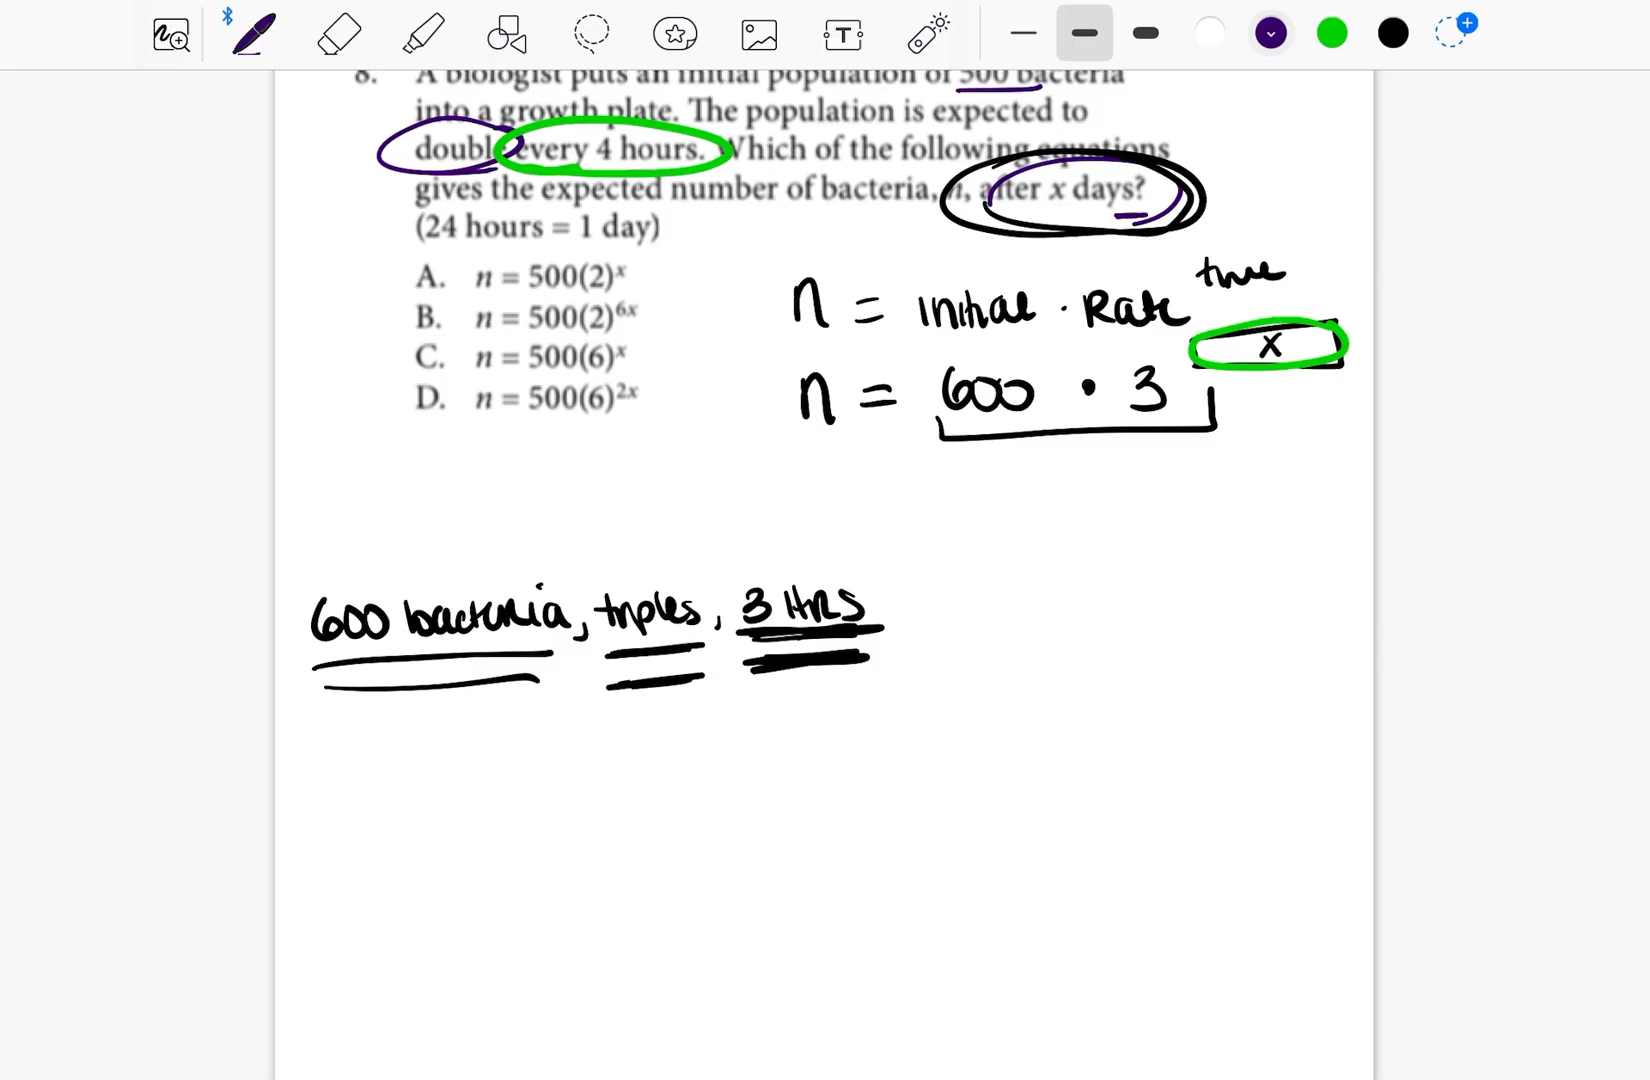 8. A biologist puts an initial population of 500 bacteria
into a growth plate. The population is expected to
double every 4 hours. Which of the following equations
gives the expected number of bacteria, n, after x days?
(24 hours = 1 day)
A. n = 500(2)ˣ
B. n = 500(2)⁶ˣ
C. n = 500(6)ˣ
D. n = 500(6)²ˣ
n = initial · Rate time
n = 600 · 3 x
600 bacteria, triples, 3 HRS
T